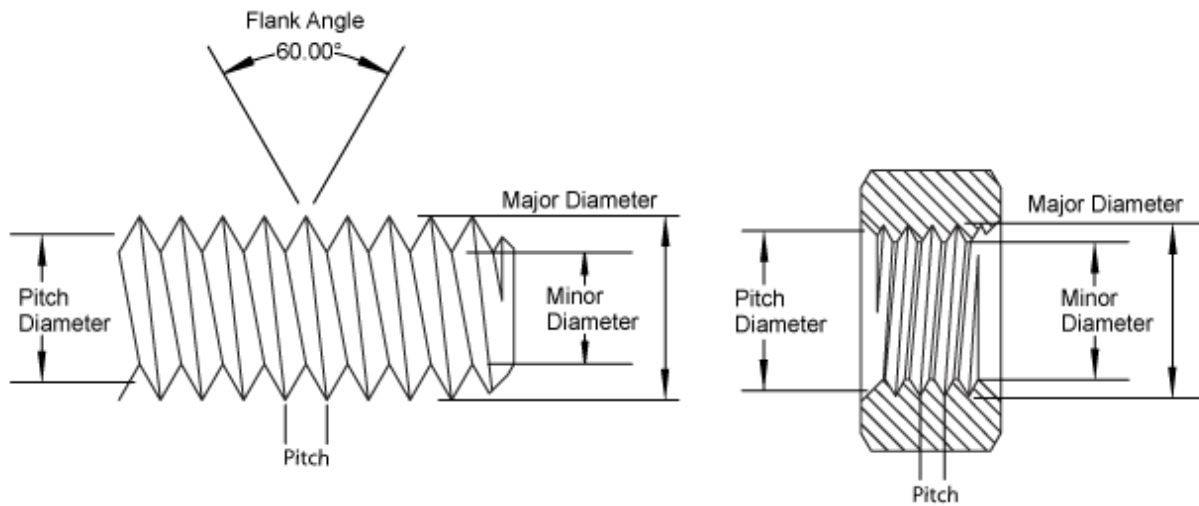 Flank Angle
60.00°
Major Diameter
Pitch
Diameter
Minor
Diameter
Pitch
Major Diameter
Pitch
Diameter
Minor
Diameter
Pitch